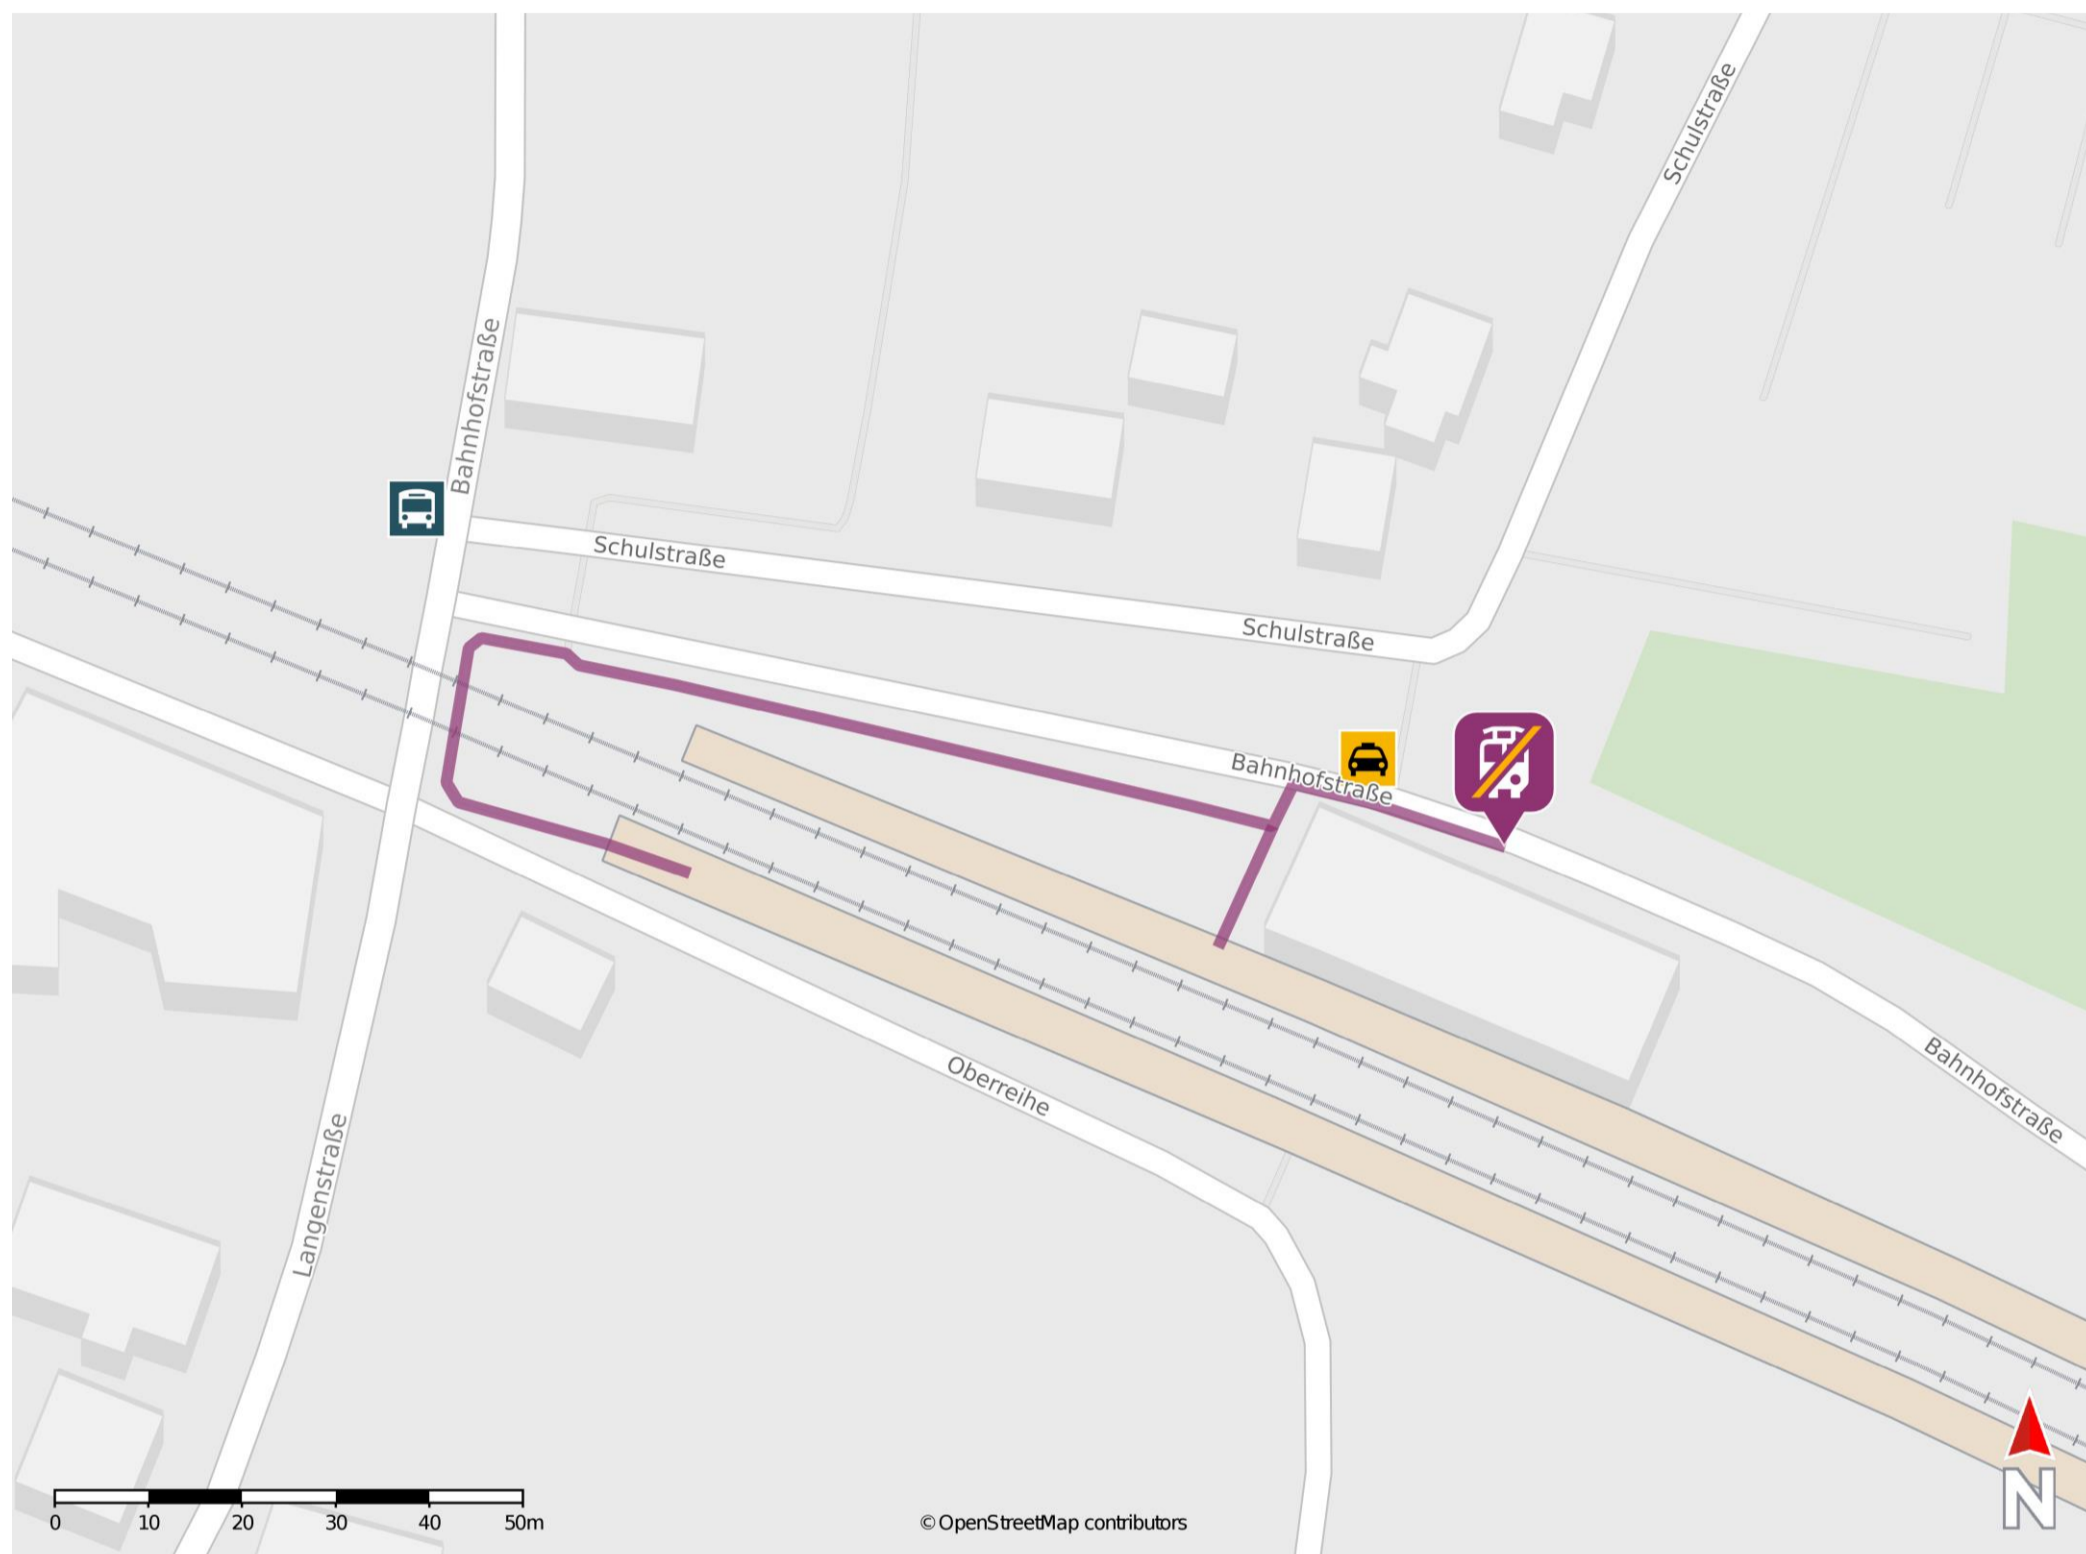 Schulstraße
Bahnhofstraße
Schulstraße
Schulstraße
Bahnhofstraße
Bahnhofstraße
Oberreihe
Langenstraße
0 10 20 30 40 50m
© OpenStreetMap contributors
N